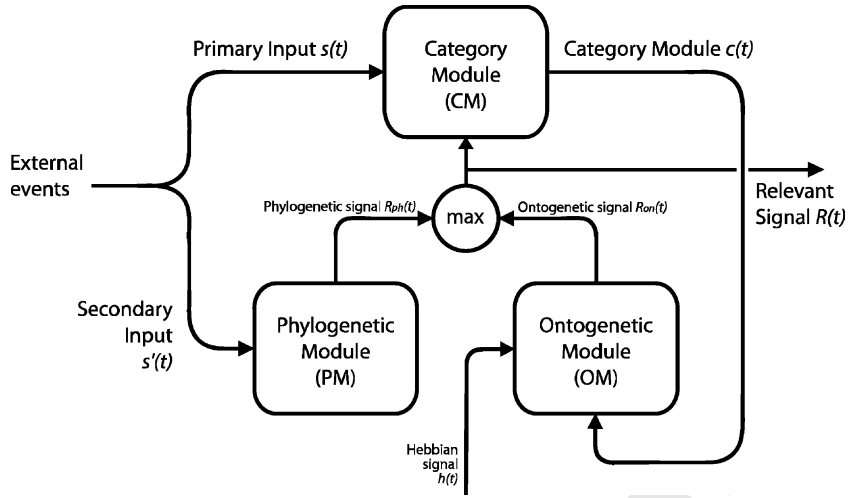 Primary Input s(t)
Category
Module
(CM)
Category Module c(t)
External
events
Phylogenetic signal Rph(t)
max
Ontogenetic signal Ron(t)
Relevant
Signal R(t)
Secondary
Input
s'(t)
Phylogenetic
Module
(PM)
Ontogenetic
Module
(OM)
Hebbian
signal
h(t)